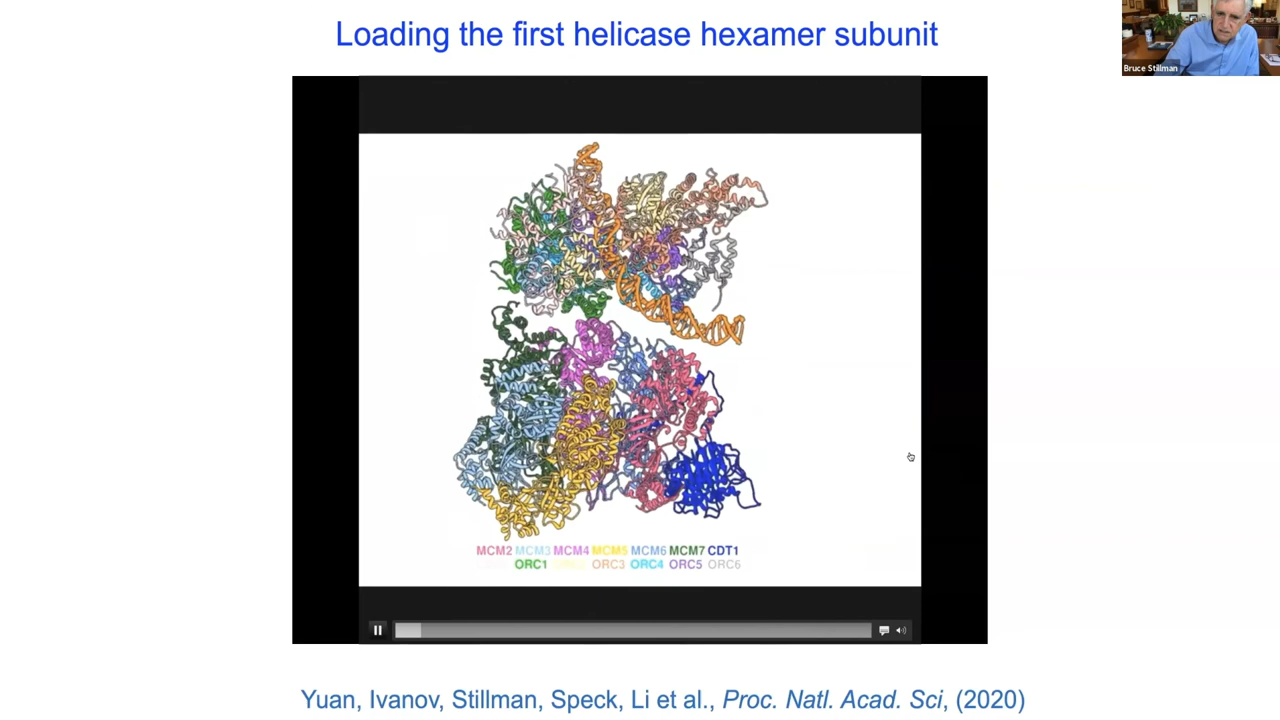 Loading the first helicase hexamer subunit
Bruce Stillman
MCM2 MCM3 MCM4 MCM5 MCM6 MCM7 CDT1
ORC1 ORC3 ORC4 ORC5 ORC6
Yuan, Ivanov, Stillman, Speck, Li et al., Proc. Natl. Acad. Sci, (2020)